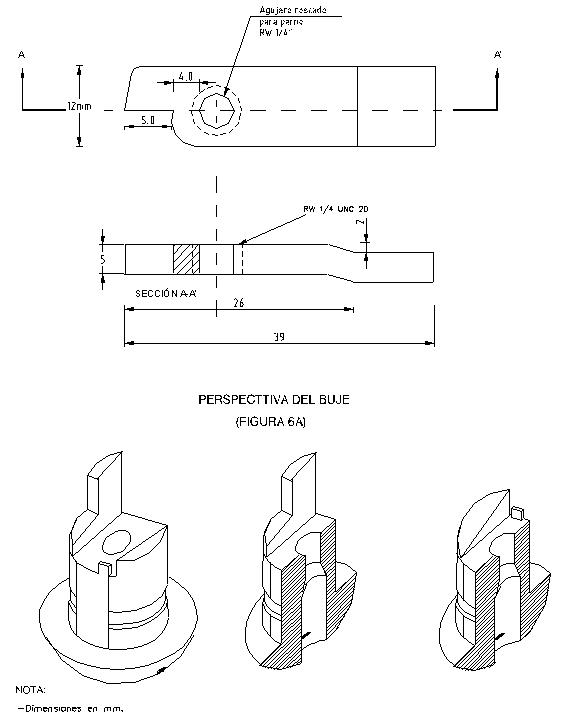 Agujero roscado
para perno
RW 1/4"
A
A'
4.0
12mm
5.0
RW 1/4 UNC 20
2
5
SECCIÓN A-A'
26
39
PERSPECTTIVA DEL BUJE
(FIGURA 6A)
NOTA:
-Dimensiones en mm.